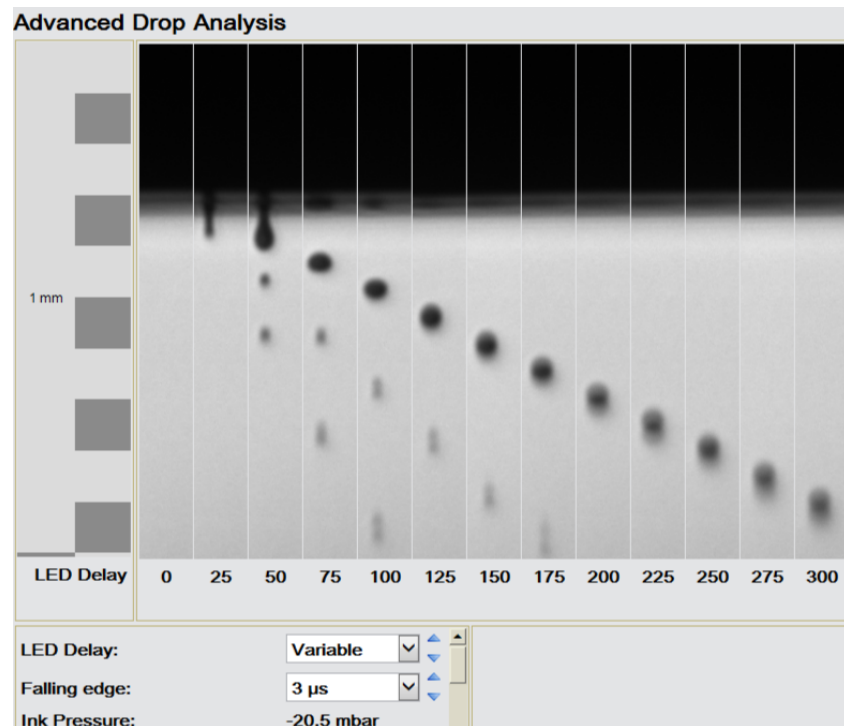 Advanced Drop Analysis
1 mm
LED Delay 0 25 50 75 100 125 150 175 200 225 250 275 300
LED Delay: Variable
Falling edge: 3 µs
Ink Pressure: -20.5 mbar